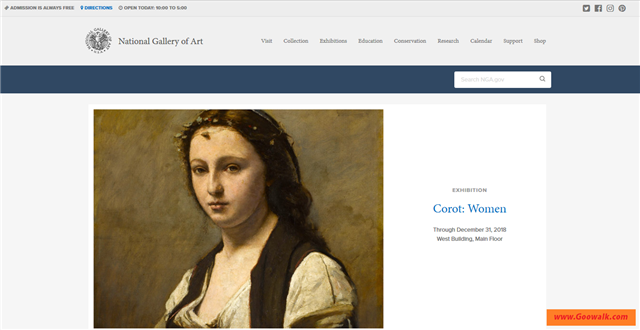 ADMISSION IS ALWAYS FREE DIRECTIONS OPEN TODAY: 10:00 TO 5:00
National Gallery of Art
Visit Collection Exhibitions Education Conservation Research Calendar Support Shop
Search NGA.gov
EXHIBITION
Corot: Women
Through December 31, 2018
West Building, Main Floor
www.Goowalk.com